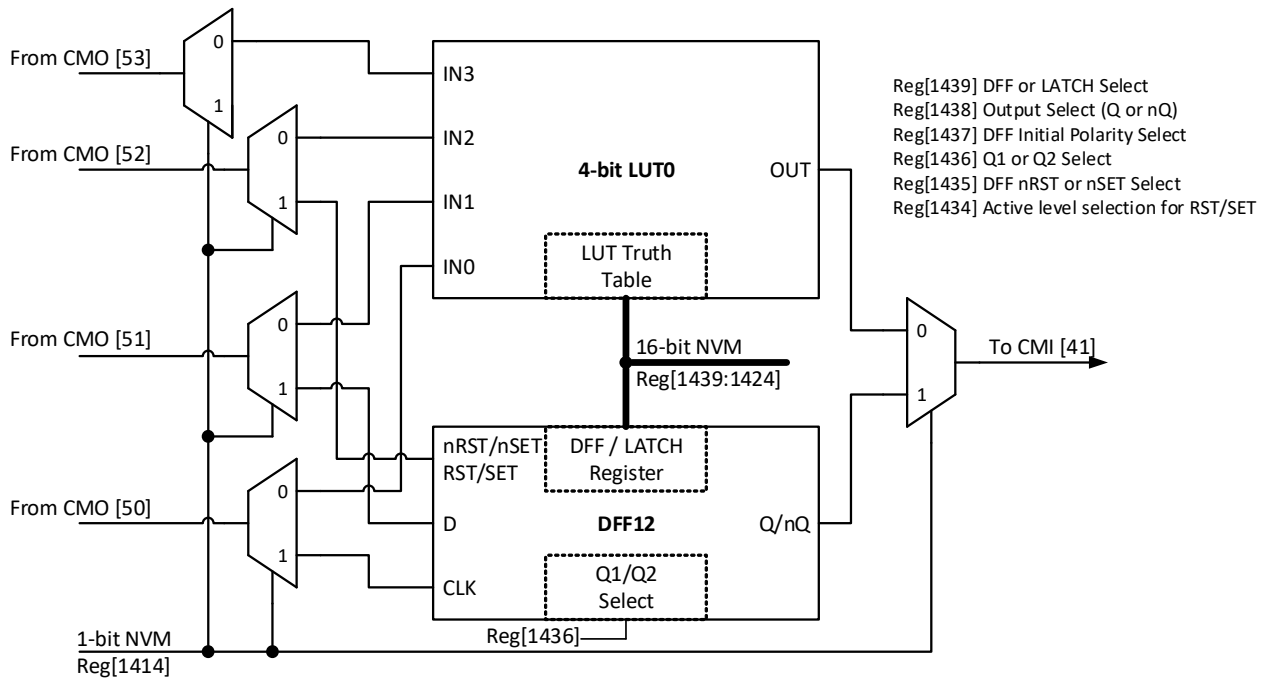 From CMO [53]
0
1
IN3
From CMO [52]
0
1
IN2
4-bit LUT0
OUT
IN1
IN0
LUT Truth
Table
Reg[1439] DFF or LATCH Select
Reg[1438] Output Select (Q or nQ)
Reg[1437] DFF Initial Polarity Select
Reg[1436] Q1 or Q2 Select
Reg[1435] DFF nRST or nSET Select
Reg[1434] Active level selection for RST/SET
From CMO [51]
0
1
16-bit NVM
Reg[1439:1424]
0
1
To CMI [41]
nRST/nSET
RST/SET
DFF / LATCH
Register
From CMO [50]
0
1
D
DFF12
Q/nQ
CLK
Q1/Q2
Select
Reg[1436]
1-bit NVM
Reg[1414]